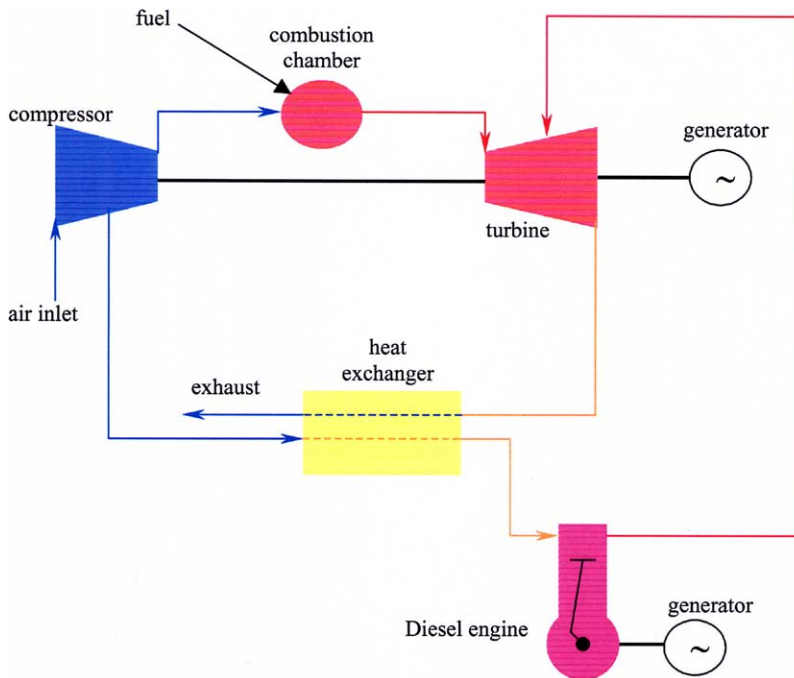 fuel
combustion
chamber
compressor
generator
~
turbine
air inlet
heat
exchanger
exhaust
generator
Diesel engine
~